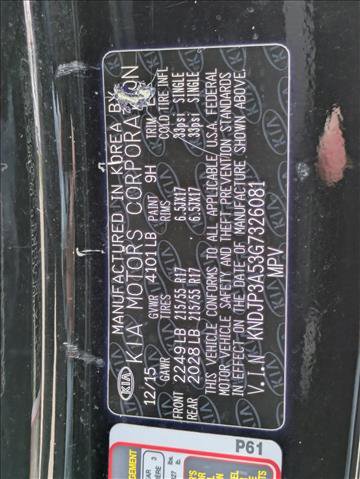 KIA MANUFACTURED IN KOREA BY
KIA MOTORS CORPORATION
12/15 GVWR 4101LB PAINT 9H TRIM
GAWR TIRES RIMS COLD TIRE INFL
FRONT 2249LB 215/55 R17 6.5JX17 33psi SINGLE
REAR 2028LB 215/55 R17 6.5JX17 33psi SINGLE
THIS VEHICLE CONFORMS TO ALL APPLICABLE U.S.A. FEDERAL
MOTOR VEHICLE SAFETY AND THEFT PREVENTION STANDARDS
IN EFFECT ON THE DATE OF MANUFACTURE SHOWN ABOVE.
V.I.N KNDJP3A53G7326081
MPV
P61